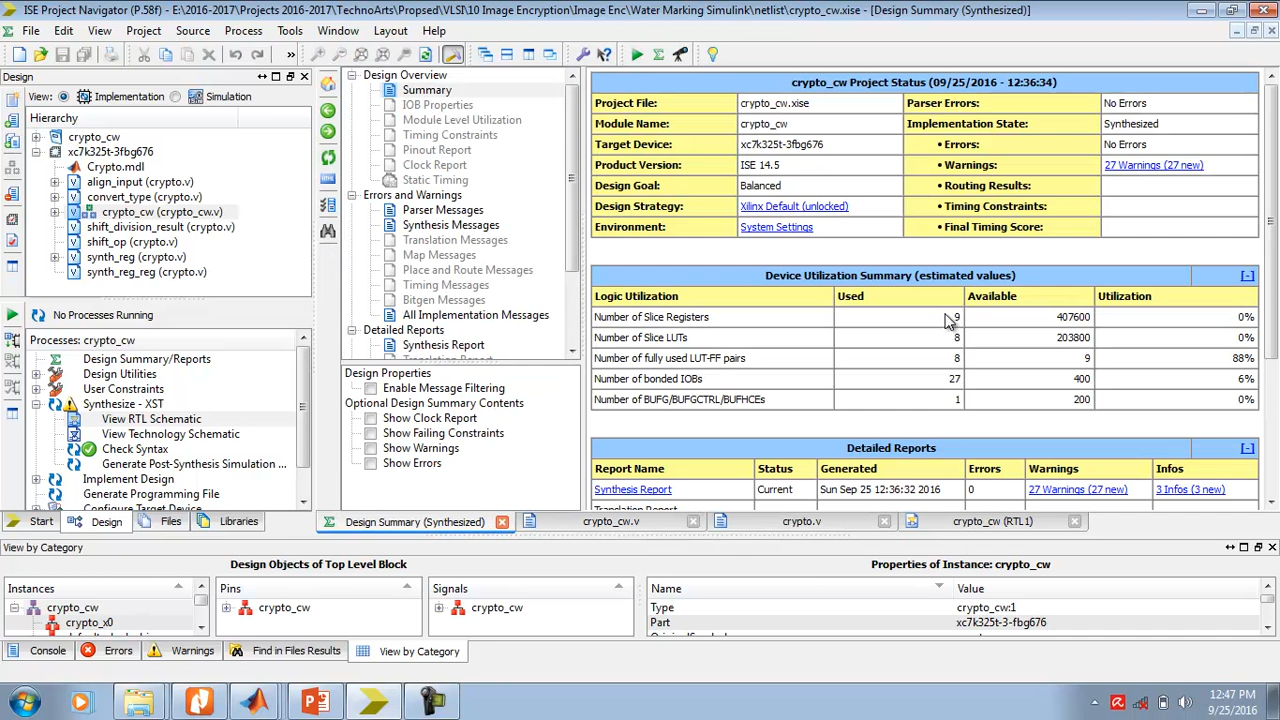 ISE Project Navigator (P.58f) - E:\2016-2017\Projects 2016-2017\TechnoArts\Propsed\VLSI\10 Image Encryption\Image Enc\Water Marking Simulink\netlist\crypto_cw.xise - [Design Summary (Synthesized)]
File Edit View Project Source Process Tools Window Layout Help
Design
View: Implementation Simulation
Hierarchy
crypto_cw
xc7k325t-3fbg676
Crypto.mdl
align_input (crypto.v)
convert_type (crypto.v)
crypto_cw (crypto_cw.v)
shift_division_result (crypto.v)
shift_op (crypto.v)
synth_reg (crypto.v)
synth_reg_reg (crypto.v)
No Processes Running
Processes: crypto_cw
Design Summary/Reports
Design Utilities
User Constraints
Synthesize - XST
View RTL Schematic
View Technology Schematic
Check Syntax
Generate Post-Synthesis Simulation ...
Implement Design
Generate Programming File
Configure Target Device
Start Design Files Libraries
Design Overview
Summary
IOB Properties
Module Level Utilization
Timing Constraints
Pinout Report
Clock Report
Static Timing
Errors and Warnings
Parser Messages
Synthesis Messages
Translation Messages
Map Messages
Place and Route Messages
Timing Messages
Bitgen Messages
All Implementation Messages
Detailed Reports
Synthesis Report
Translation Report
Design Properties
Enable Message Filtering
Optional Design Summary Contents
Show Clock Report
Show Failing Constraints
Show Warnings
Show Errors
crypto_cw Project Status (09/25/2016 - 12:36:34)
Project File: crypto_cw.xise Parser Errors: No Errors
Module Name: crypto_cw Implementation State: Synthesized
Target Device: xc7k325t-3fbg676 • Errors: No Errors
Product Version: ISE 14.5 • Warnings: 27 Warnings (27 new)
Design Goal: Balanced • Routing Results:
Design Strategy: Xilinx Default (unlocked) • Timing Constraints:
Environment: System Settings • Final Timing Score:
Device Utilization Summary (estimated values) [-]
Logic Utilization Used Available Utilization
Number of Slice Registers 9 407600 0%
Number of Slice LUTs 8 203800 0%
Number of fully used LUT-FF pairs 8 9 88%
Number of bonded IOBs 27 400 6%
Number of BUFG/BUFGCTRL/BUFHCEs 1 200 0%
Detailed Reports [-]
Report Name Status Generated Errors Warnings Infos
Synthesis Report Current Sun Sep 25 12:36:32 2016 0 27 Warnings (27 new) 3 Infos (3 new)
Translation Report
Design Summary (Synthesized) crypto_cw.v crypto.v crypto_cw (RTL1)
View by Category
Design Objects of Top Level Block Properties of Instance: crypto_cw
Instances Pins Signals Name Value
crypto_cw crypto_cw crypto_cw Type crypto_cw:1
crypto_x0 Part xc7k325t-3-fbg676
Console Errors Warnings Find in Files Results View by Category
12:47 PM
9/25/2016